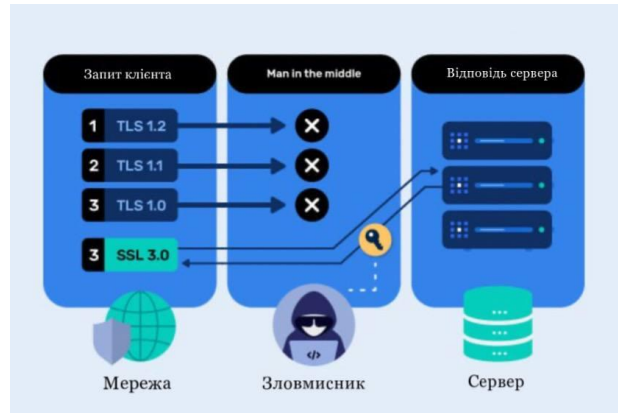 Запит клієнта
Man in the middle
Відповідь сервера
1 TLS 1.2
2 TLS 1.1
3 TLS 1.0
3 SSL 3.0
</>
Мережа
Зловмисник
Сервер